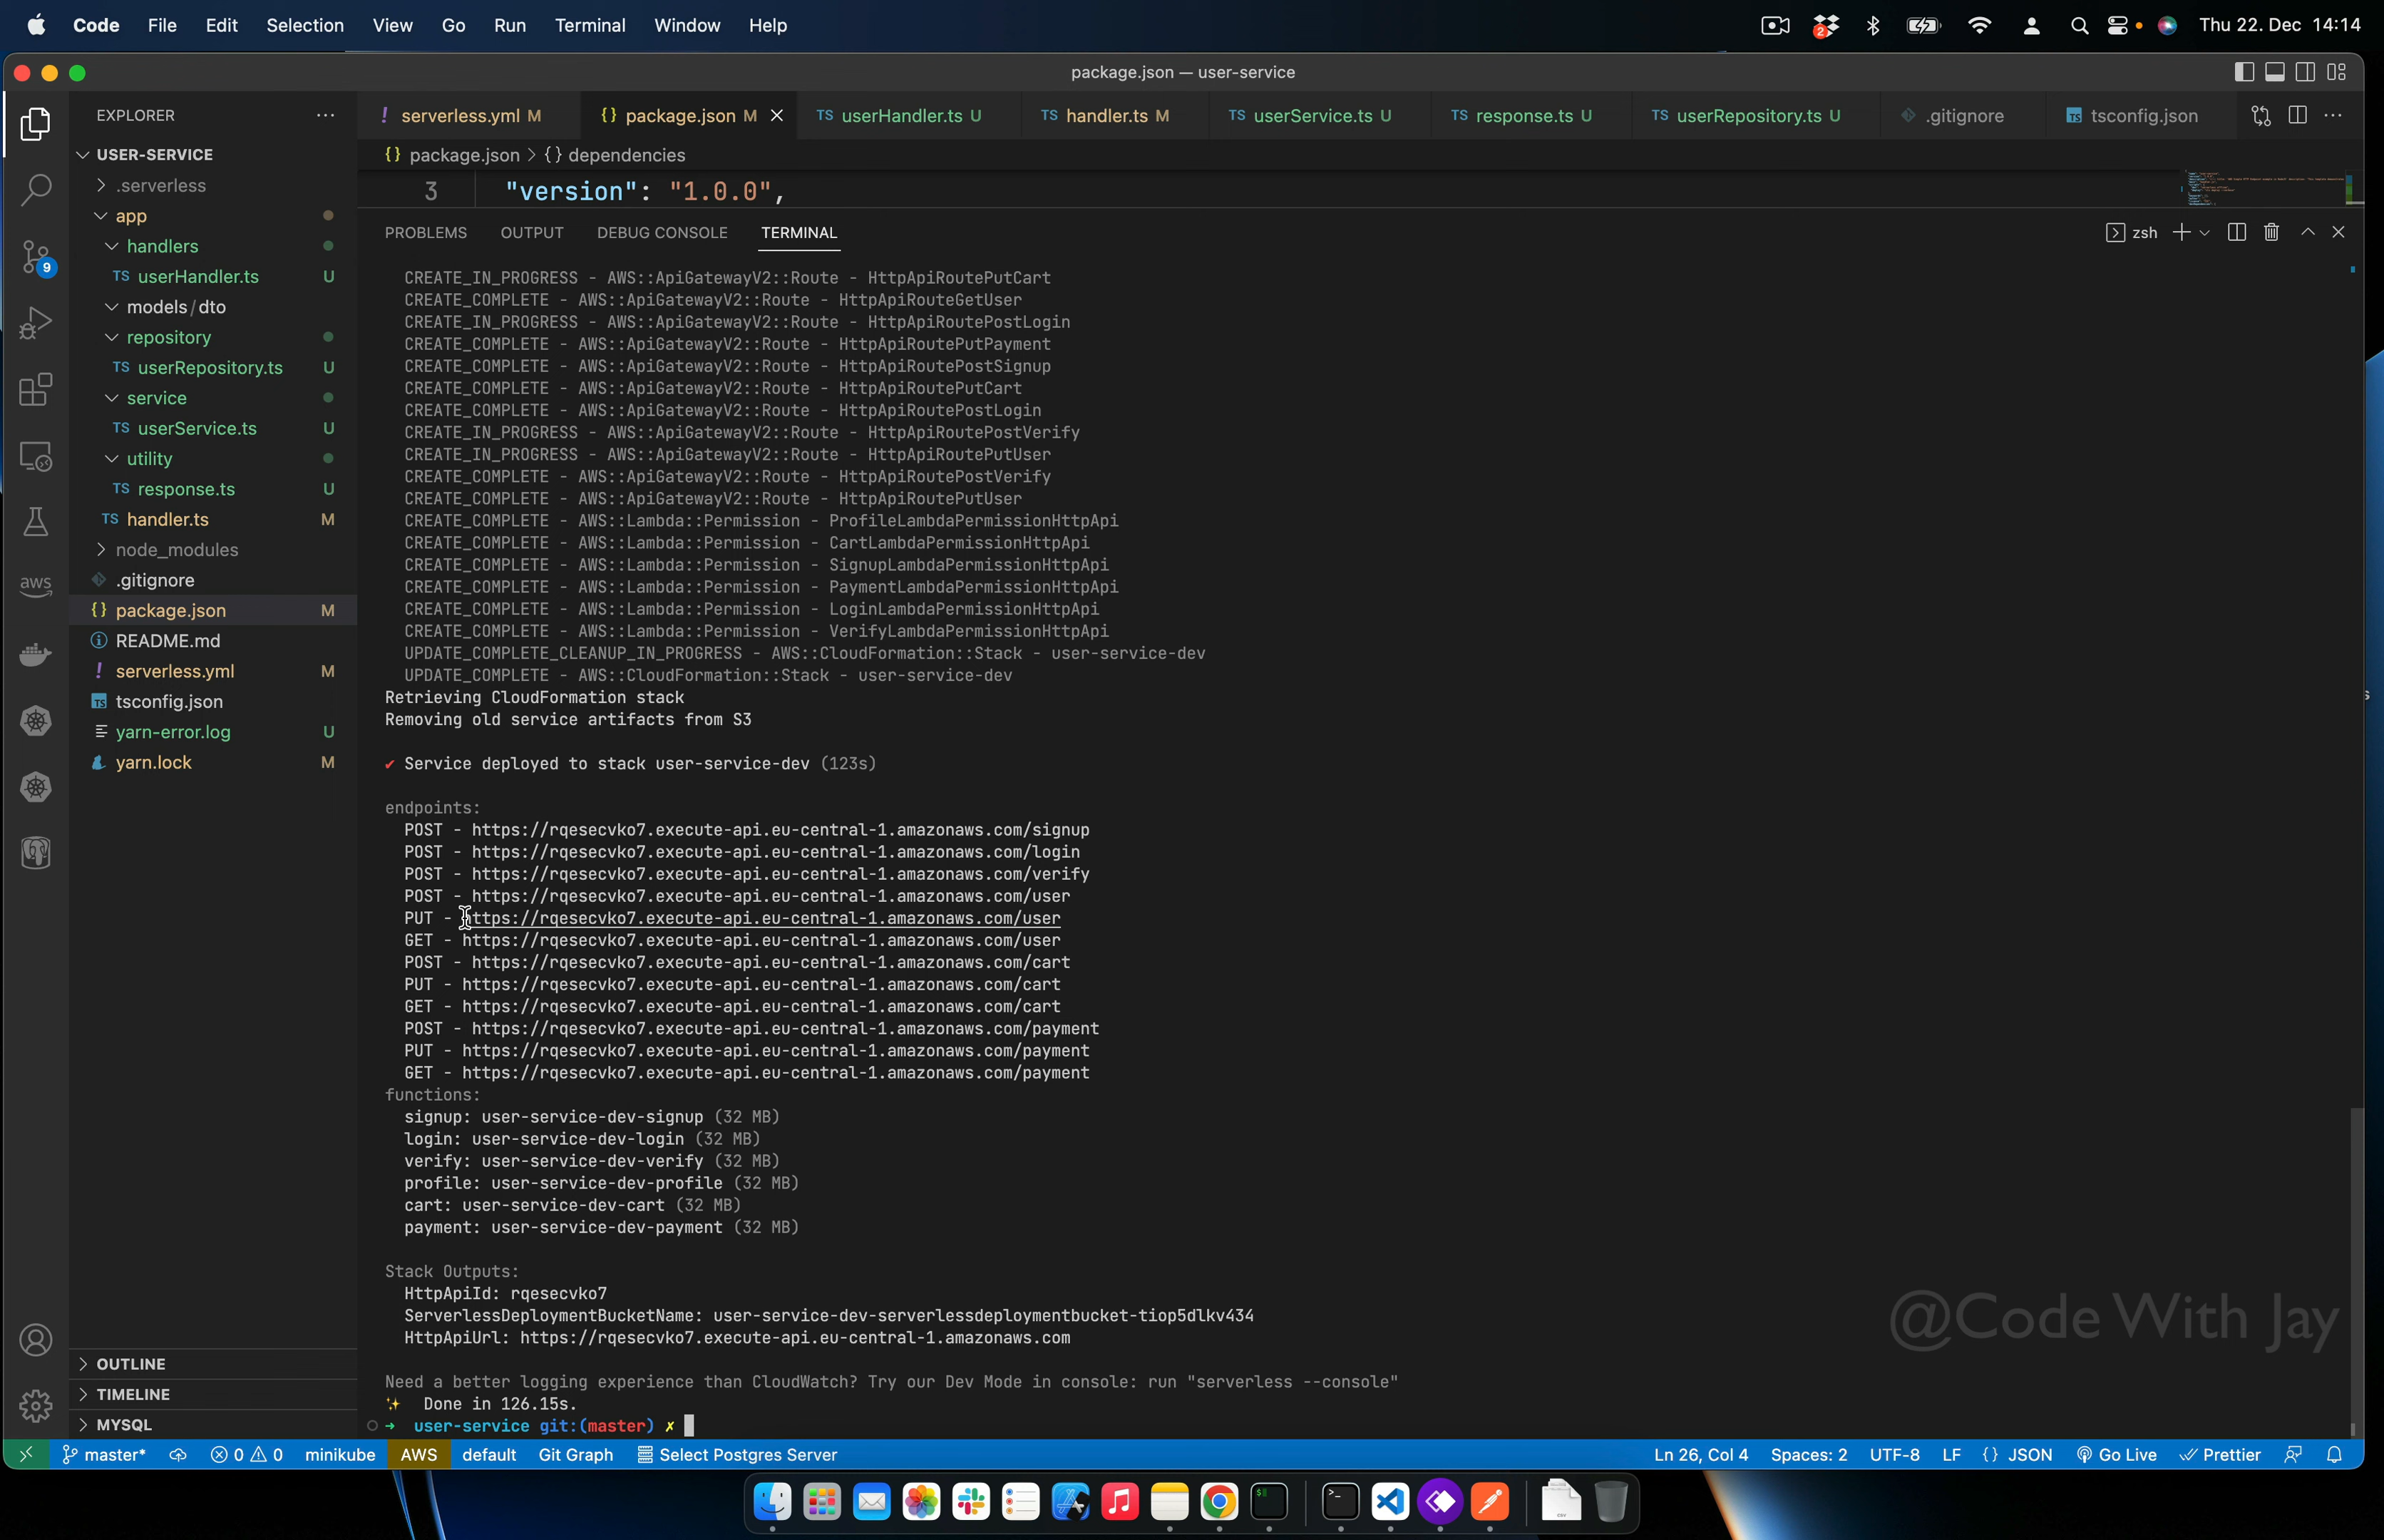 Code File Edit Selection View Go Run Terminal Window Help
2
Thu 22. Dec 14:14
package.json — user-service
EXPLORER
USER-SERVICE
.serverless
app
handlers
TS userHandler.ts U
models/dto
repository
TS userRepository.ts U
service
TS userService.ts U
utility
TS response.ts U
TS handler.ts M
node_modules
.gitignore
{} package.json M
README.md
! serverless.yml M
TS tsconfig.json
yarn-error.log U
yarn.lock M
OUTLINE
TIMELINE
MYSQL
9
aws
! serverless.yml M
{} package.json M
TS userHandler.ts U
TS handler.ts M
TS userService.ts U
TS response.ts U
TS userRepository.ts U
.gitignore
TS tsconfig.json
{} package.json > {} dependencies
3 "version": "1.0.0",
PROBLEMS OUTPUT DEBUG CONSOLE TERMINAL
zsh
CREATE_IN_PROGRESS - AWS::ApiGatewayV2::Route - HttpApiRoutePutCart
CREATE_COMPLETE - AWS::ApiGatewayV2::Route - HttpApiRouteGetUser
CREATE_IN_PROGRESS - AWS::ApiGatewayV2::Route - HttpApiRoutePostLogin
CREATE_COMPLETE - AWS::ApiGatewayV2::Route - HttpApiRoutePutPayment
CREATE_COMPLETE - AWS::ApiGatewayV2::Route - HttpApiRoutePostSignup
CREATE_COMPLETE - AWS::ApiGatewayV2::Route - HttpApiRoutePutCart
CREATE_COMPLETE - AWS::ApiGatewayV2::Route - HttpApiRoutePostLogin
CREATE_IN_PROGRESS - AWS::ApiGatewayV2::Route - HttpApiRoutePostVerify
CREATE_IN_PROGRESS - AWS::ApiGatewayV2::Route - HttpApiRoutePutUser
CREATE_COMPLETE - AWS::ApiGatewayV2::Route - HttpApiRoutePostVerify
CREATE_COMPLETE - AWS::ApiGatewayV2::Route - HttpApiRoutePutUser
CREATE_COMPLETE - AWS::Lambda::Permission - ProfileLambdaPermissionHttpApi
CREATE_COMPLETE - AWS::Lambda::Permission - CartLambdaPermissionHttpApi
CREATE_COMPLETE - AWS::Lambda::Permission - SignupLambdaPermissionHttpApi
CREATE_COMPLETE - AWS::Lambda::Permission - PaymentLambdaPermissionHttpApi
CREATE_COMPLETE - AWS::Lambda::Permission - LoginLambdaPermissionHttpApi
CREATE_COMPLETE - AWS::Lambda::Permission - VerifyLambdaPermissionHttpApi
UPDATE_COMPLETE_CLEANUP_IN_PROGRESS - AWS::CloudFormation::Stack - user-service-dev
UPDATE_COMPLETE - AWS::CloudFormation::Stack - user-service-dev
Retrieving CloudFormation stack
Removing old service artifacts from S3
✔ Service deployed to stack user-service-dev (123s)
endpoints:
POST - https://rqesecvko7.execute-api.eu-central-1.amazonaws.com/signup
POST - https://rqesecvko7.execute-api.eu-central-1.amazonaws.com/login
POST - https://rqesecvko7.execute-api.eu-central-1.amazonaws.com/verify
POST - https://rqesecvko7.execute-api.eu-central-1.amazonaws.com/user
PUT - https://rqesecvko7.execute-api.eu-central-1.amazonaws.com/user
GET - https://rqesecvko7.execute-api.eu-central-1.amazonaws.com/user
POST - https://rqesecvko7.execute-api.eu-central-1.amazonaws.com/cart
PUT - https://rqesecvko7.execute-api.eu-central-1.amazonaws.com/cart
GET - https://rqesecvko7.execute-api.eu-central-1.amazonaws.com/cart
POST - https://rqesecvko7.execute-api.eu-central-1.amazonaws.com/payment
PUT - https://rqesecvko7.execute-api.eu-central-1.amazonaws.com/payment
GET - https://rqesecvko7.execute-api.eu-central-1.amazonaws.com/payment
functions:
signup: user-service-dev-signup (32 MB)
login: user-service-dev-login (32 MB)
verify: user-service-dev-verify (32 MB)
profile: user-service-dev-profile (32 MB)
cart: user-service-dev-cart (32 MB)
payment: user-service-dev-payment (32 MB)
Stack Outputs:
HttpApiId: rqesecvko7
ServerlessDeploymentBucketName: user-service-dev-serverlessdeploymentbucket-tiop5dlkv434
HttpApiUrl: https://rqesecvko7.execute-api.eu-central-1.amazonaws.com
Need a better logging experience than CloudWatch? Try our Dev Mode in console: run "serverless --console"
✨ Done in 126.15s.
→ user-service git:(master) ✗
@Code With Jay
master* 0 0 minikube AWS default Git Graph Select Postgres Server
Ln 26, Col 4 Spaces: 2 UTF-8 LF {} JSON Go Live Prettier